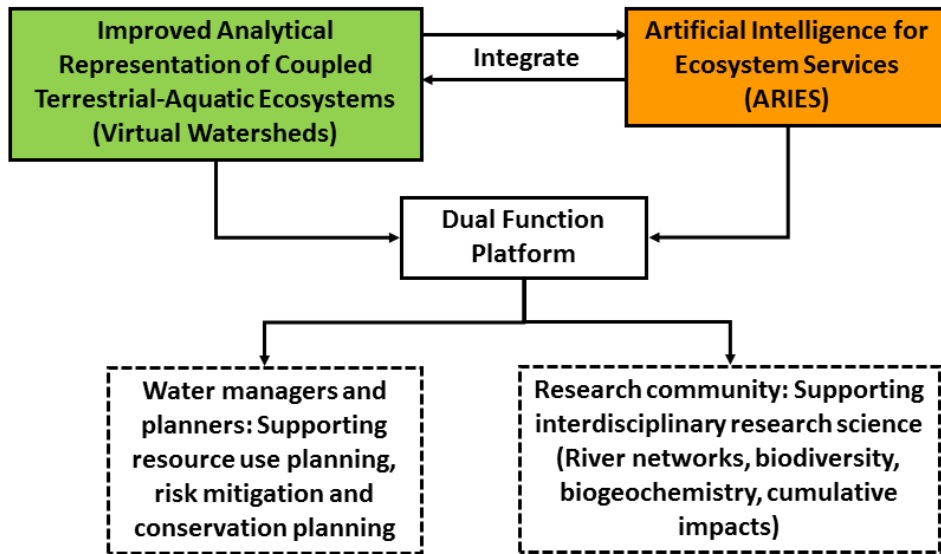 Improved Analytical
Representation of Coupled
Terrestrial-Aquatic Ecosystems
(Virtual Watersheds)
Integrate
Artificial Intelligence for
Ecosystem Services
(ARIES)
Dual Function
Platform
Water managers and
planners: Supporting
resource use planning,
risk mitigation and
conservation planning
Research community: Supporting
interdisciplinary research science
(River networks, biodiversity,
biogeochemistry, cumulative
impacts)